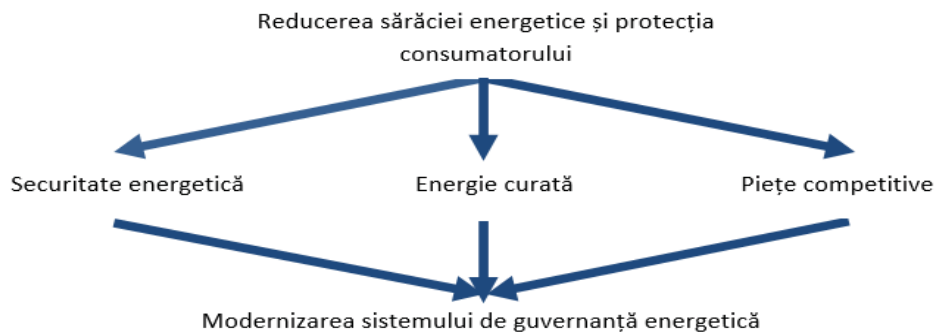 Reducerea sărăciei energetice și protecția
consumatorului
Securitate energetică
Energie curată
Piețe competitive
Modernizarea sistemului de guvernanță energetică